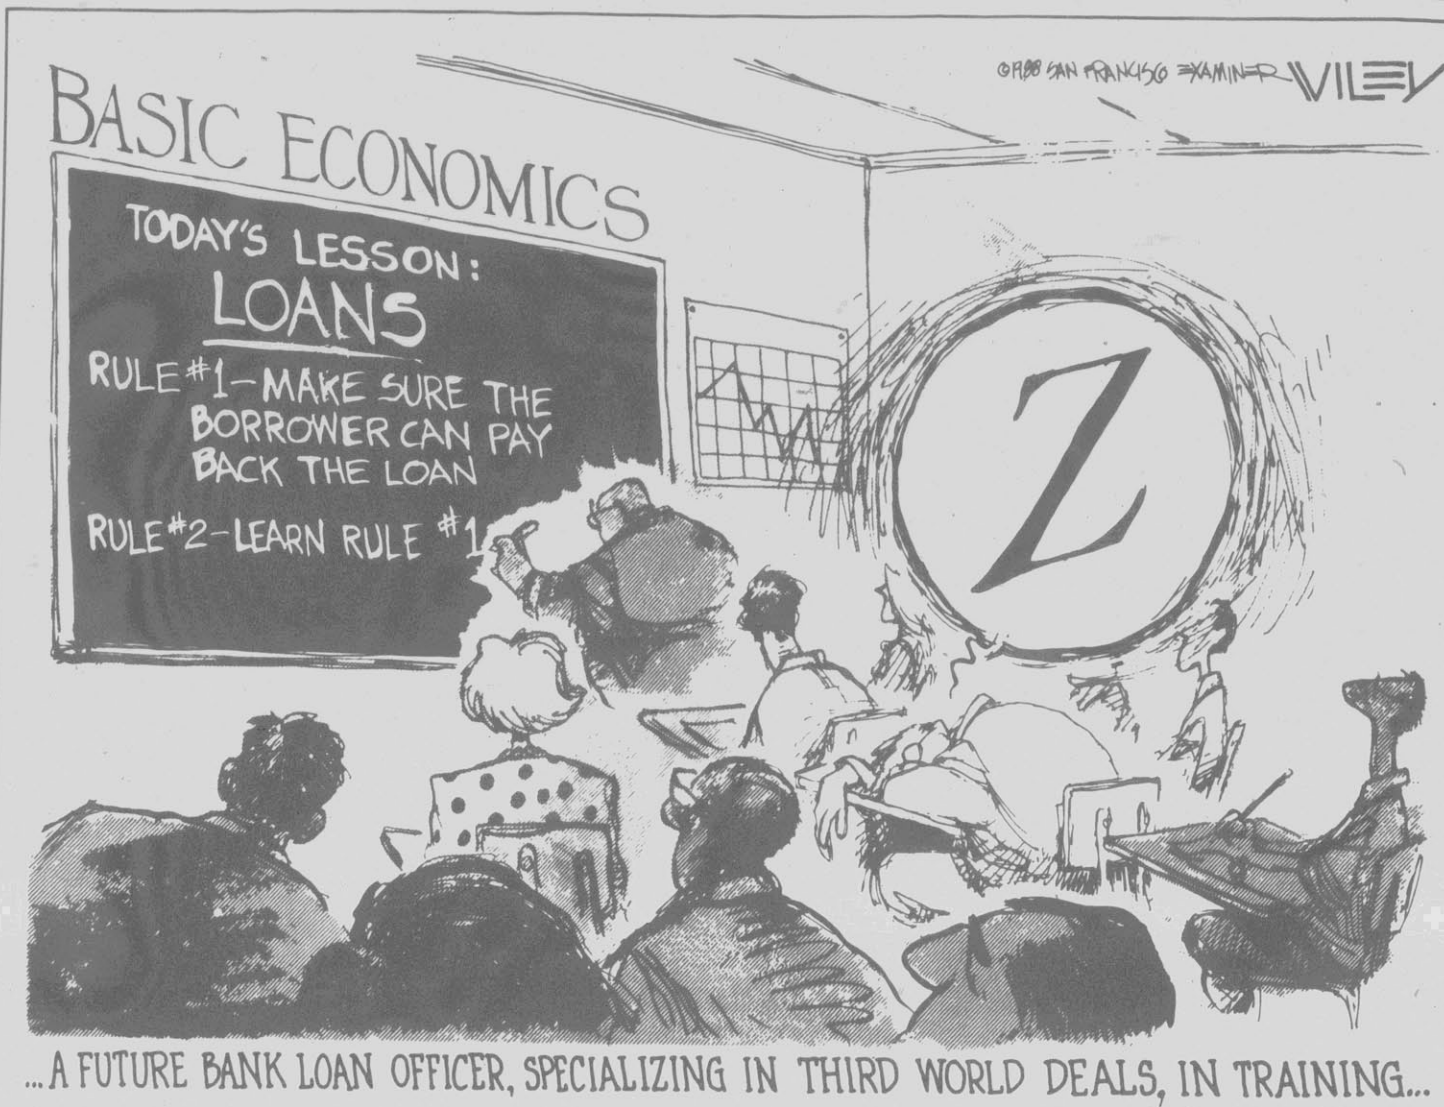 ©1988 SAN FRANCISCO EXAMINER WILEY
BASIC ECONOMICS
TODAY'S LESSON:
LOANS
RULE #1-MAKE SURE THE
BORROWER CAN PAY
BACK THE LOAN
RULE #2-LEARN RULE #1
Z
...A FUTURE BANK LOAN OFFICER, SPECIALIZING IN THIRD WORLD DEALS, IN TRAINING...